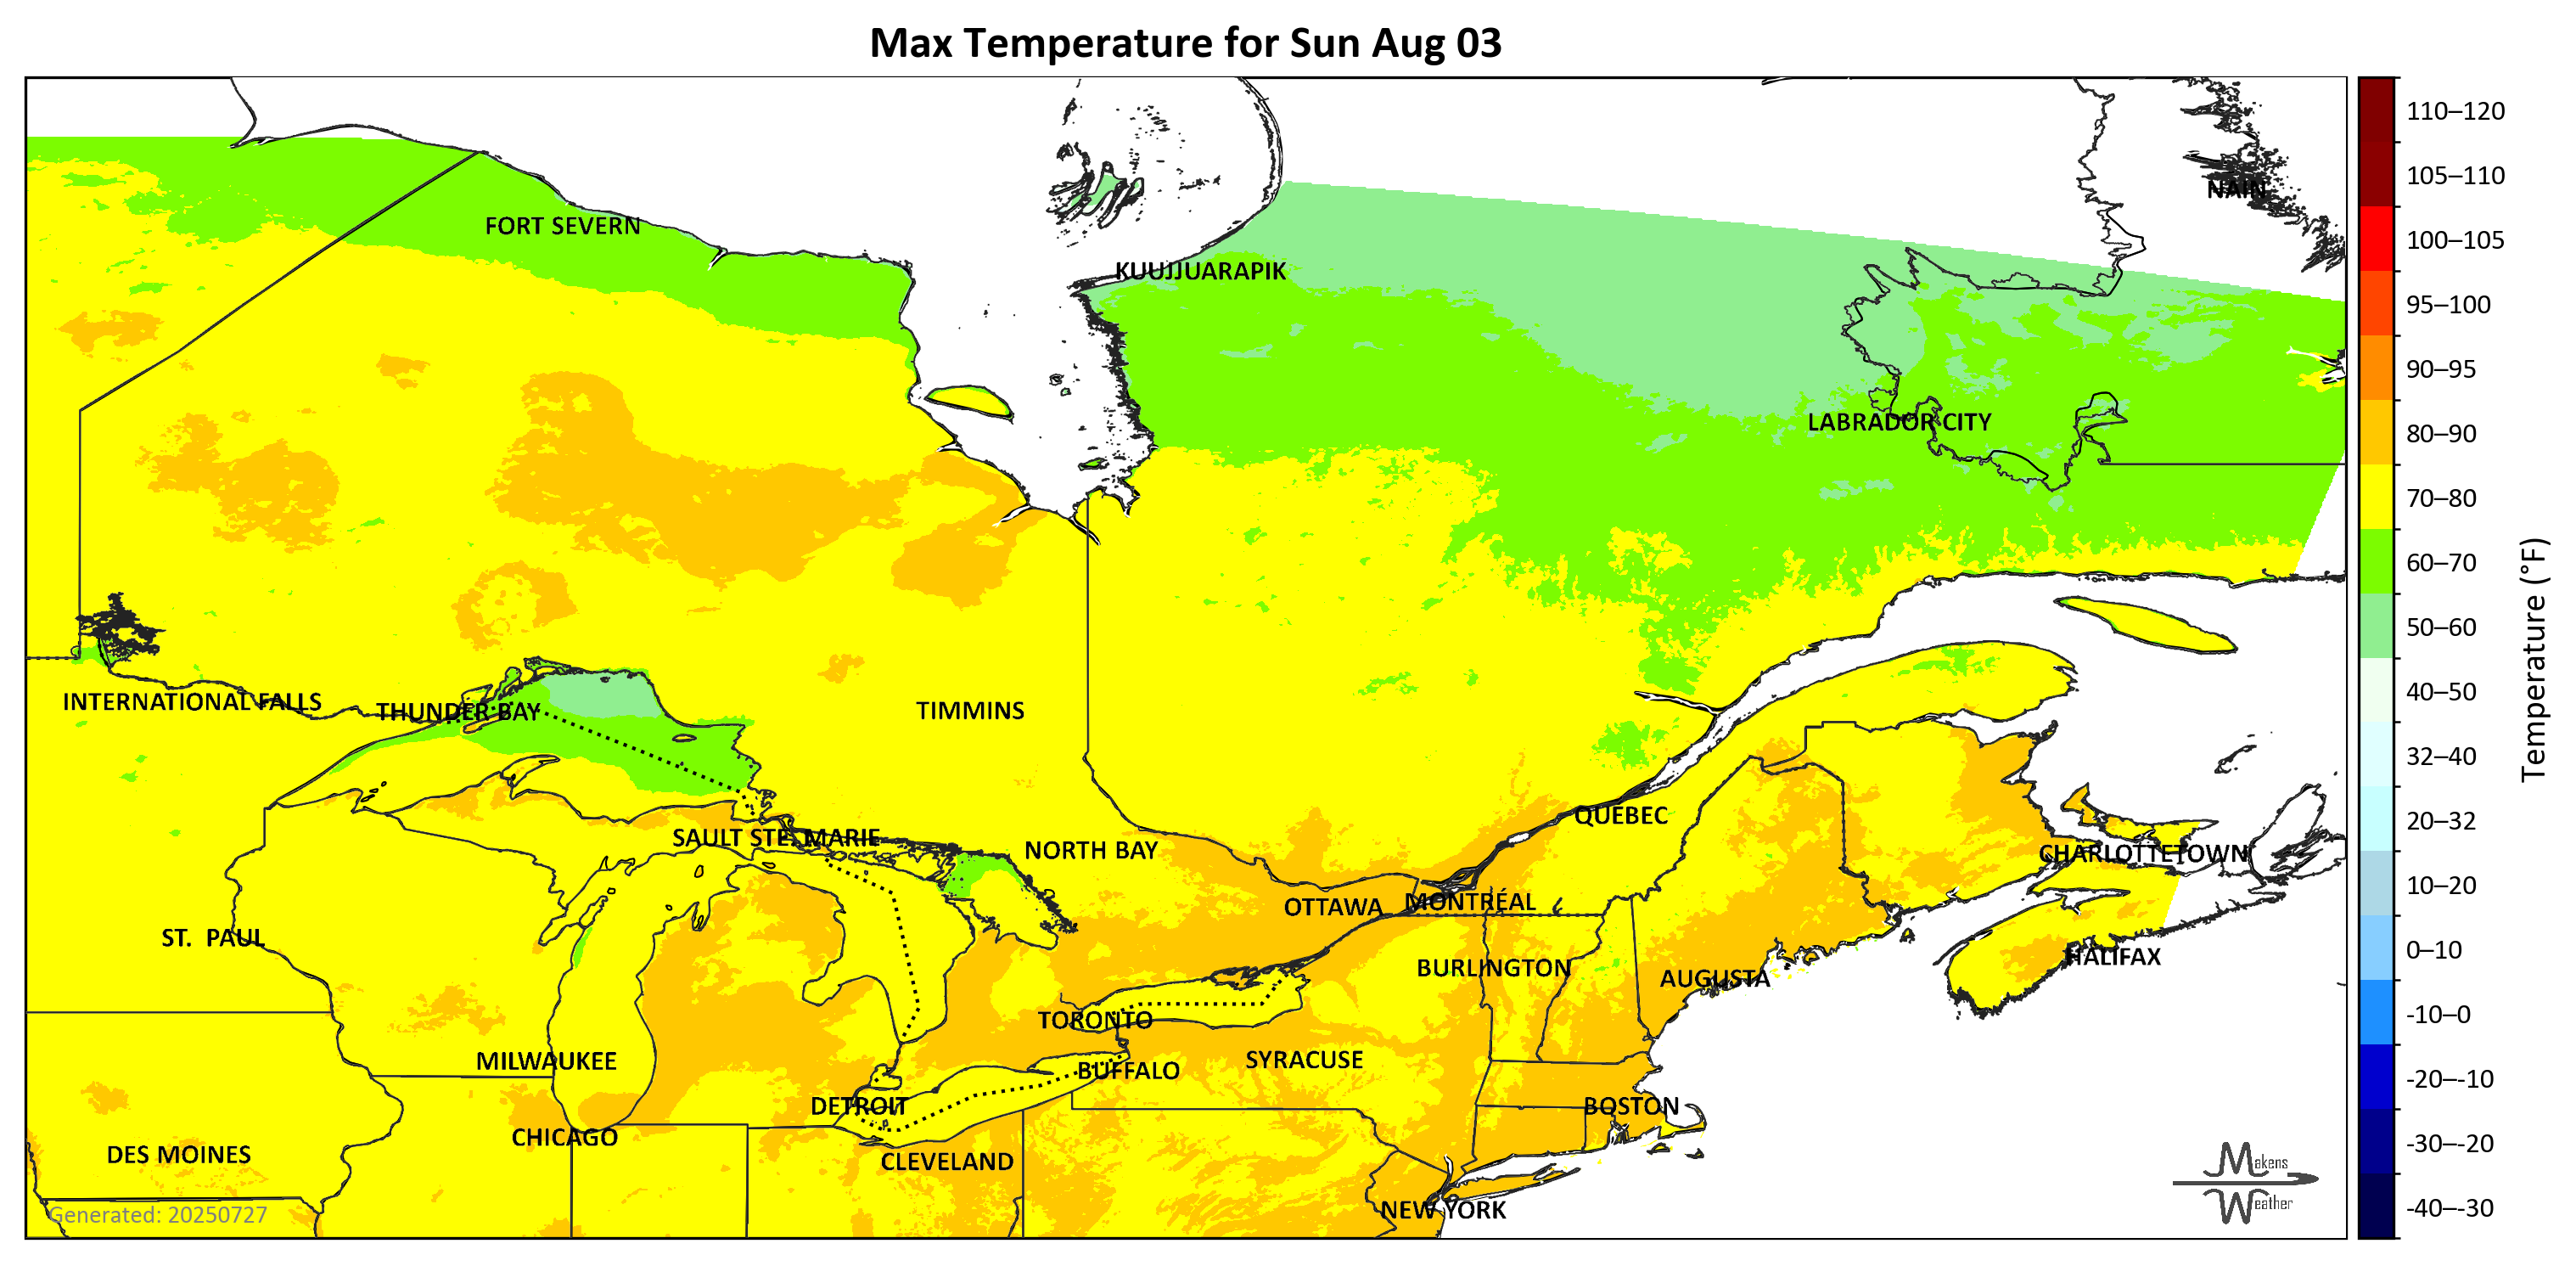 Max Temperature for Sun Aug 03
110–120
105–110
NAIN
FORT SEVERN
100–105
KUUJJUARAPIK
95–100
90–95
LABRADOR CITY
80–90
70–80
60–70
50–60
40–50
32–40
20–32
10–20
0–10
-10–0
-20–-10
-30–-20
-40–-30
Temperature (°F)
INTERNATIONAL FALLS
THUNDER BAY
TIMMINS
QUEBEC
SAULT STE. MARIE
NORTH BAY
CHARLOTTETOWN
MONTRÉAL
OTTAWA
ST. PAUL
HALIFAX
BURLINGTON
AUGUSTA
TORONTO
MILWAUKEE
SYRACUSE
BUFFALO
DETROIT
BOSTON
CHICAGO
DES MOINES
CLEVELAND
Makens
Weather
NEW YORK
Generated: 20250727